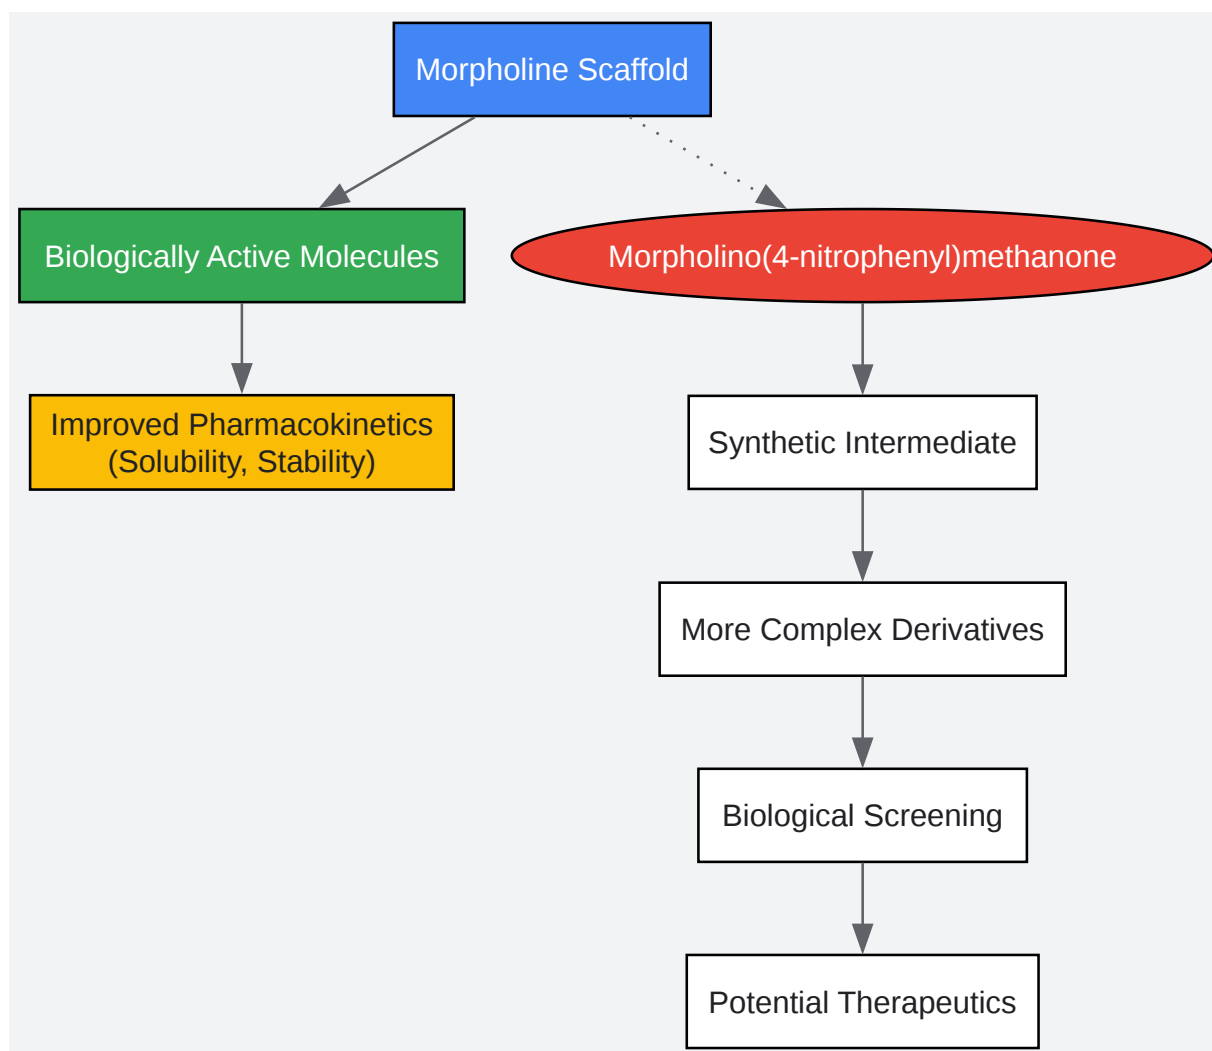 Morpholine Scaffold
Biologically Active Molecules
Morpholino(4-nitrophenyl)methanone
Improved Pharmacokinetics
(Solubility, Stability)
Synthetic Intermediate
More Complex Derivatives
Biological Screening
Potential Therapeutics